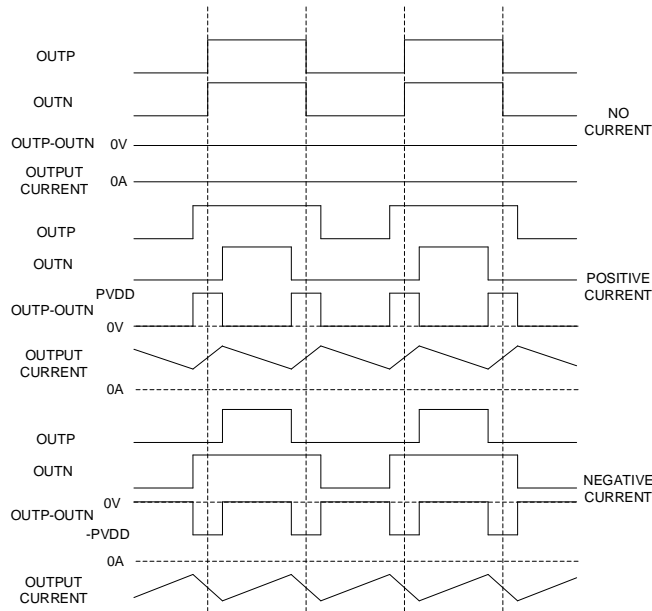 OUTP
OUTN
NO
CURRENT
OUTP-OUTN 0V
OUTPUT
CURRENT
0A
OUTP
OUTN
POSITIVE
CURRENT
PVDD
OUTP-OUTN
0V
OUTPUT
CURRENT
0A
OUTP
OUTN
NEGATIVE
CURRENT
0V
OUTP-OUTN
-PVDD
0A
OUTPUT
CURRENT